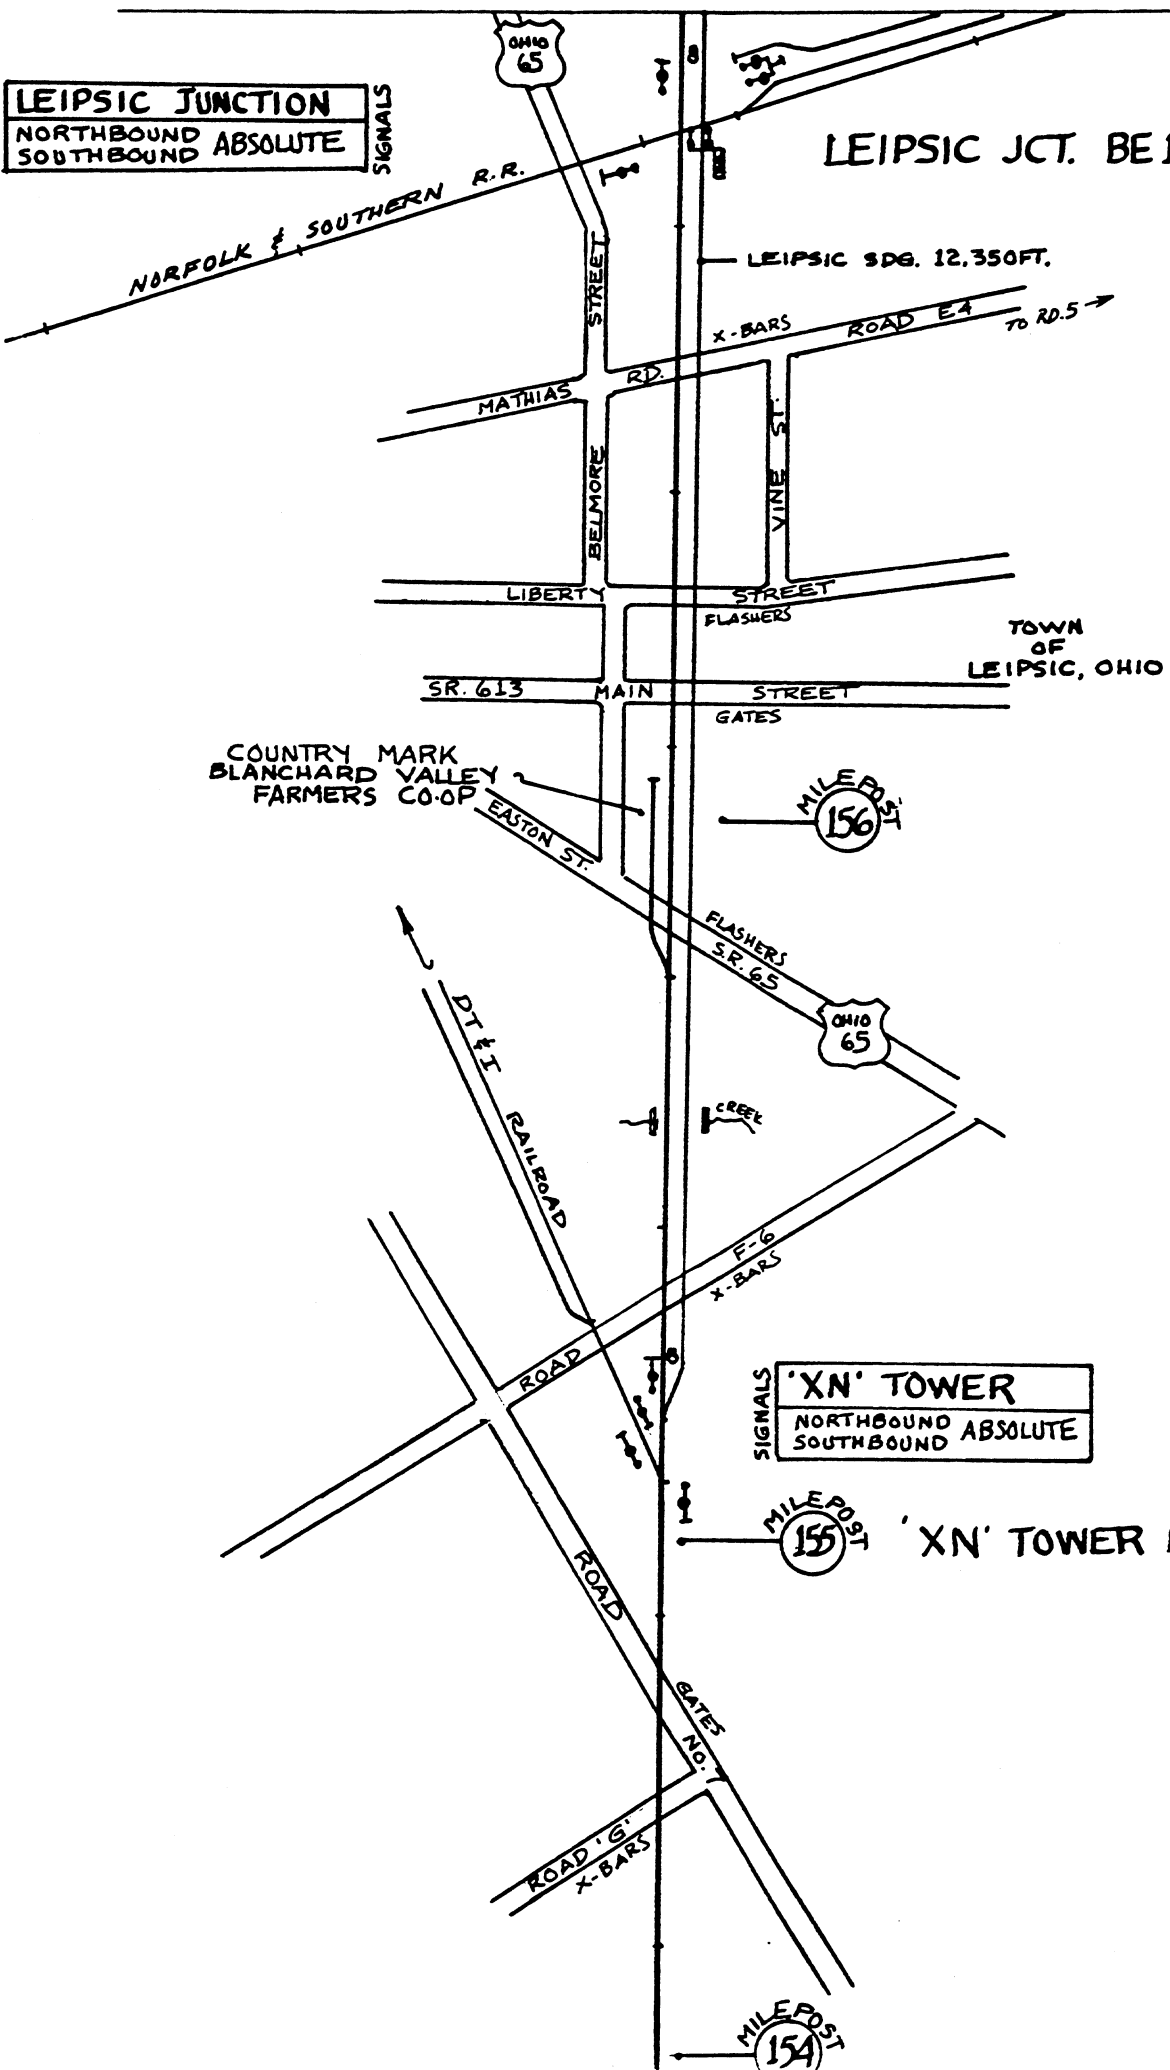 OHIO
65
LEIPSIC JUNCTION
NORTHBOUND
SOUTHBOUND
ABSOLUTE
SIGNALS
LEIPSIC JCT. BE
NORFOLK & SOUTHERN R.R.
LEIPSIC SDG. 12,350FT.
STREET
X-BARS
ROAD E4
TO RD.5
MATHIAS RD.
BELMORE
VINE ST.
LIBERTY STREET
FLASHERS
TOWN
OF
LEIPSIC, OHIO
SR. 613 MAIN STREET
GATES
COUNTRY MARK
BLANCHARD VALLEY
FARMERS CO-OP
MILEPOST
156
EASTON ST.
FLASHERS
S.R. 65
OHIO
65
DT & I RAILROAD
CREEK
ROAD F-6
X-BARS
SIGNALS
'XN' TOWER
NORTHBOUND
SOUTHBOUND
ABSOLUTE
MILEPOST
155
'XN' TOWER
ROAD NO. 7
GATES
ROAD 'G'
X-BARS
MILEPOST
154